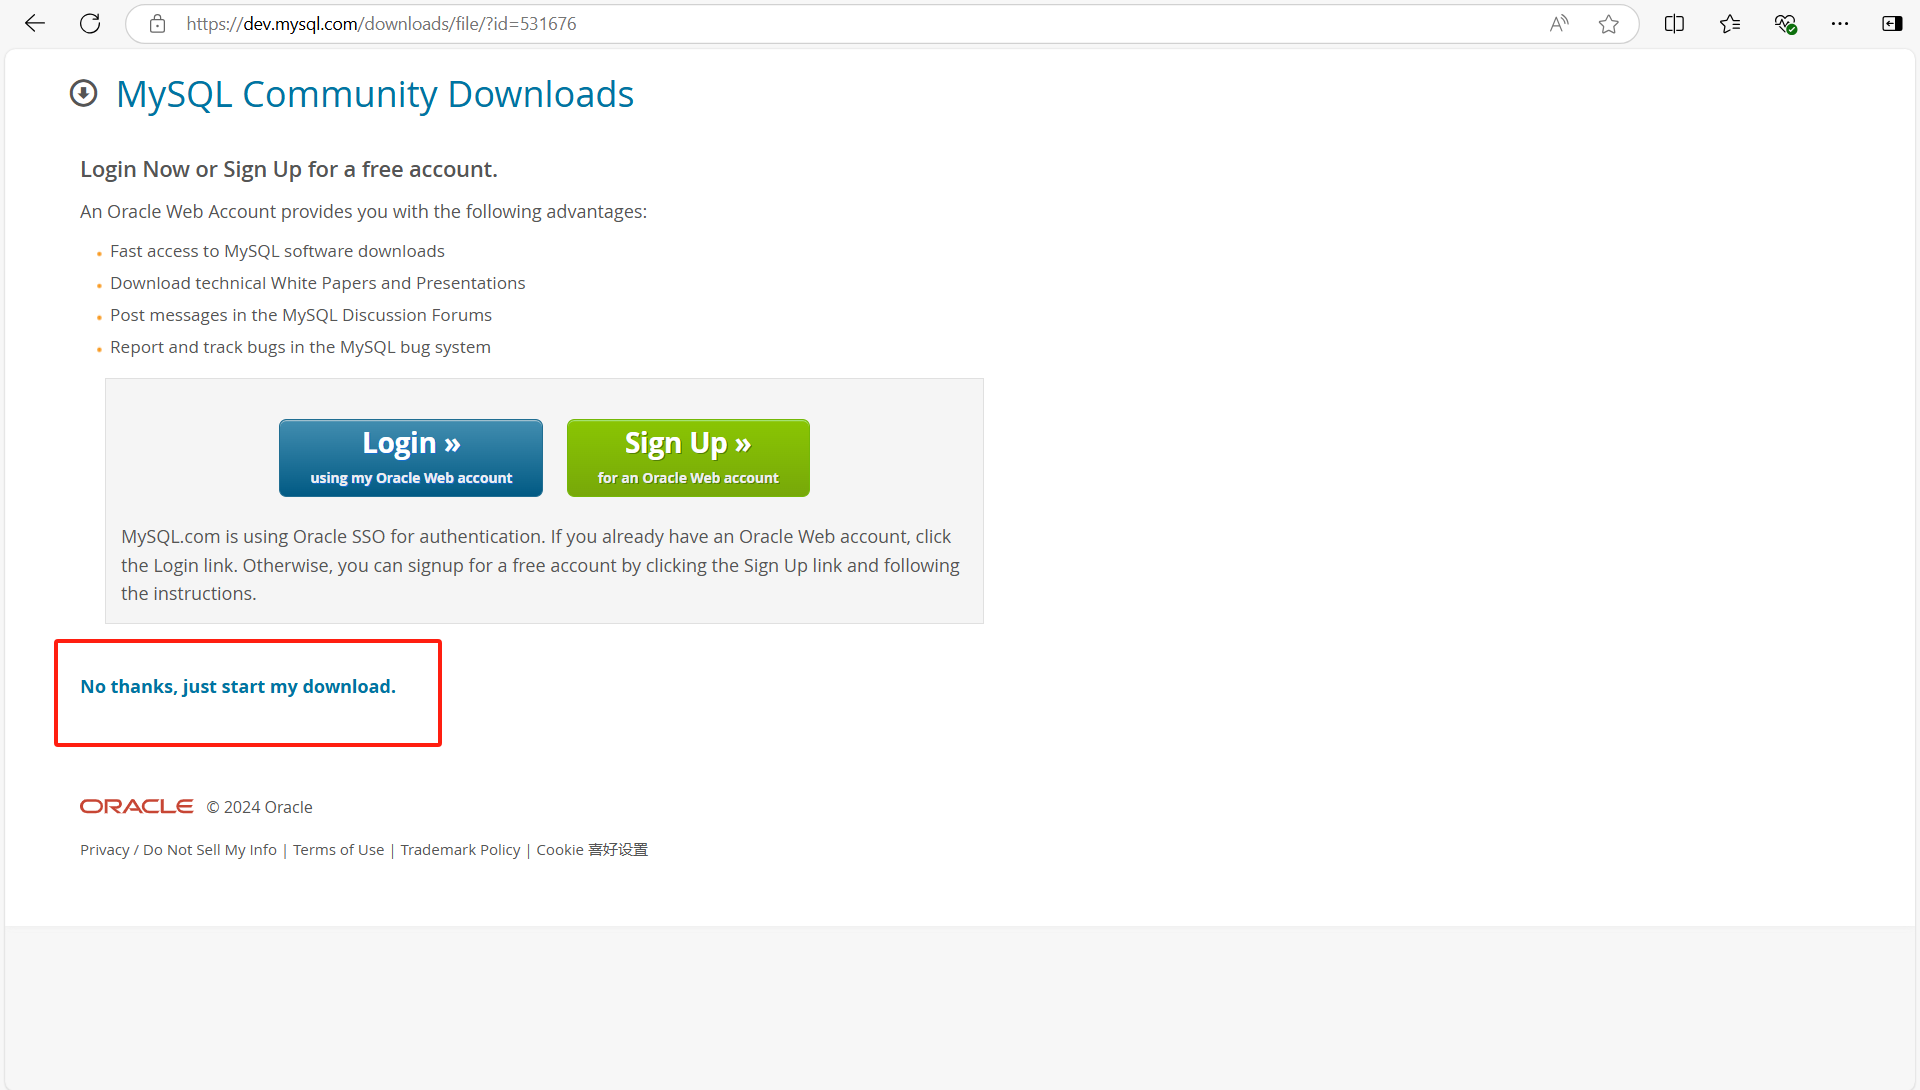 https://dev.mysql.com/downloads/file/?id=531676
MySQL Community Downloads
Login Now or Sign Up for a free account.
An Oracle Web Account provides you with the following advantages:
Fast access to MySQL software downloads
Download technical White Papers and Presentations
Post messages in the MySQL Discussion Forums
Report and track bugs in the MySQL bug system
Login »
using my Oracle Web account
Sign Up »
for an Oracle Web account
MySQL.com is using Oracle SSO for authentication. If you already have an Oracle Web account, click
the Login link. Otherwise, you can signup for a free account by clicking the Sign Up link and following
the instructions.
No thanks, just start my download.
ORACLE © 2024 Oracle
Privacy / Do Not Sell My Info | Terms of Use | Trademark Policy | Cookie 喜好设置